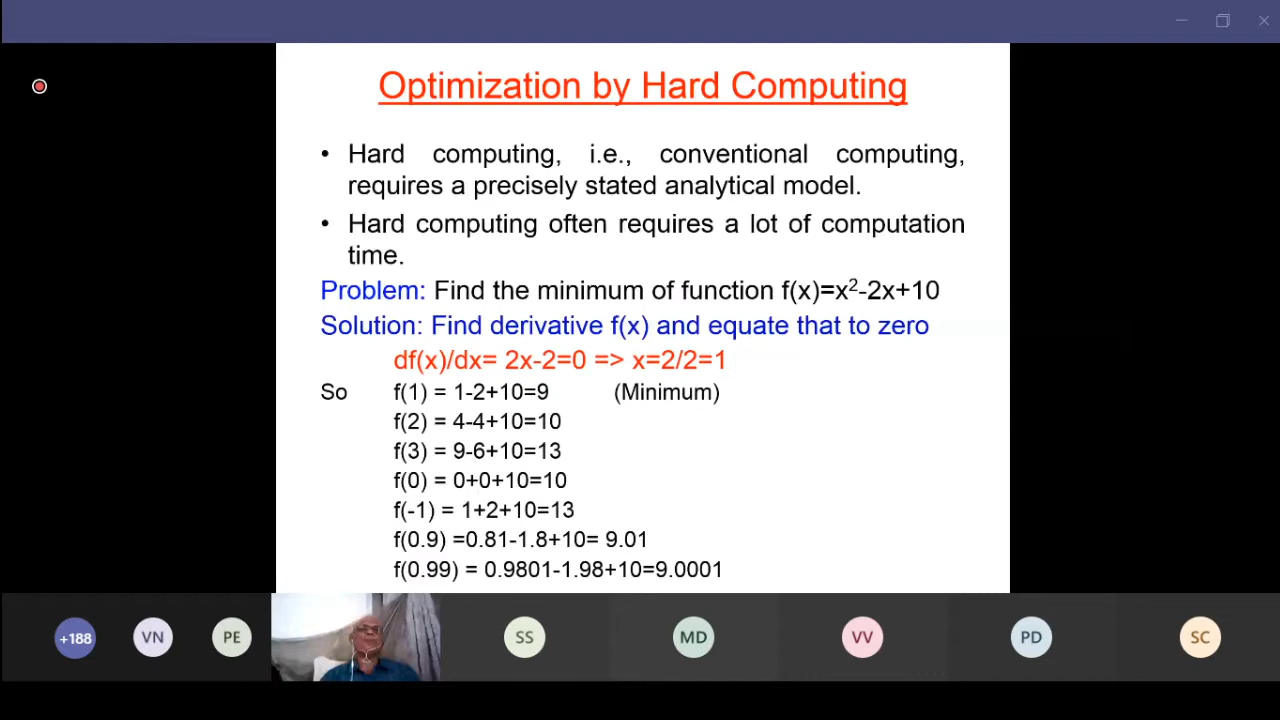 Optimization by Hard Computing
• Hard computing, i.e., conventional computing,
requires a precisely stated analytical model.
• Hard computing often requires a lot of computation
time.
Problem: Find the minimum of function f(x)=x²-2x+10
Solution: Find derivative f(x) and equate that to zero
df(x)/dx= 2x-2=0 => x=2/2=1
So f(1) = 1-2+10=9 (Minimum)
f(2) = 4-4+10=10
f(3) = 9-6+10=13
f(0) = 0+0+10=10
f(-1) = 1+2+10=13
f(0.9) =0.81-1.8+10= 9.01
f(0.99) = 0.9801-1.98+10=9.0001
+188 VN PE SS MD VV PD SC